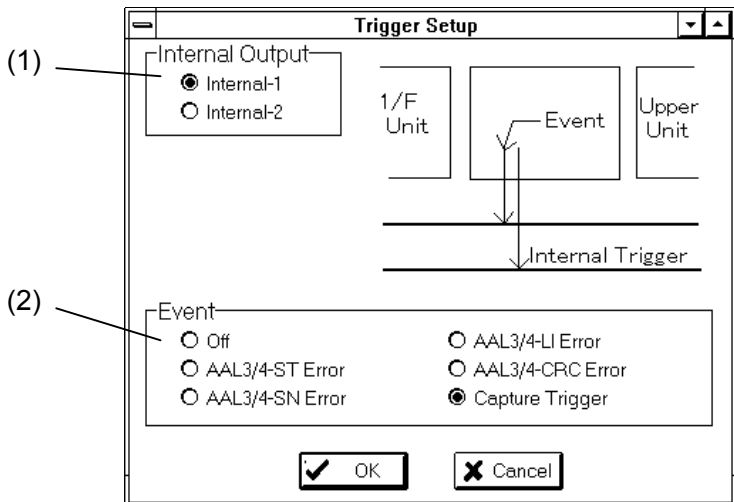 Trigger Setup
(1)
Internal Output
Internal-1
Internal-2
1/F
Unit
Event
Upper
Unit
Internal Trigger
(2)
Event
Off
AAL3/4-LI Error
AAL3/4-ST Error
AAL3/4-CRC Error
AAL3/4-SN Error
Capture Trigger
OK
Cancel